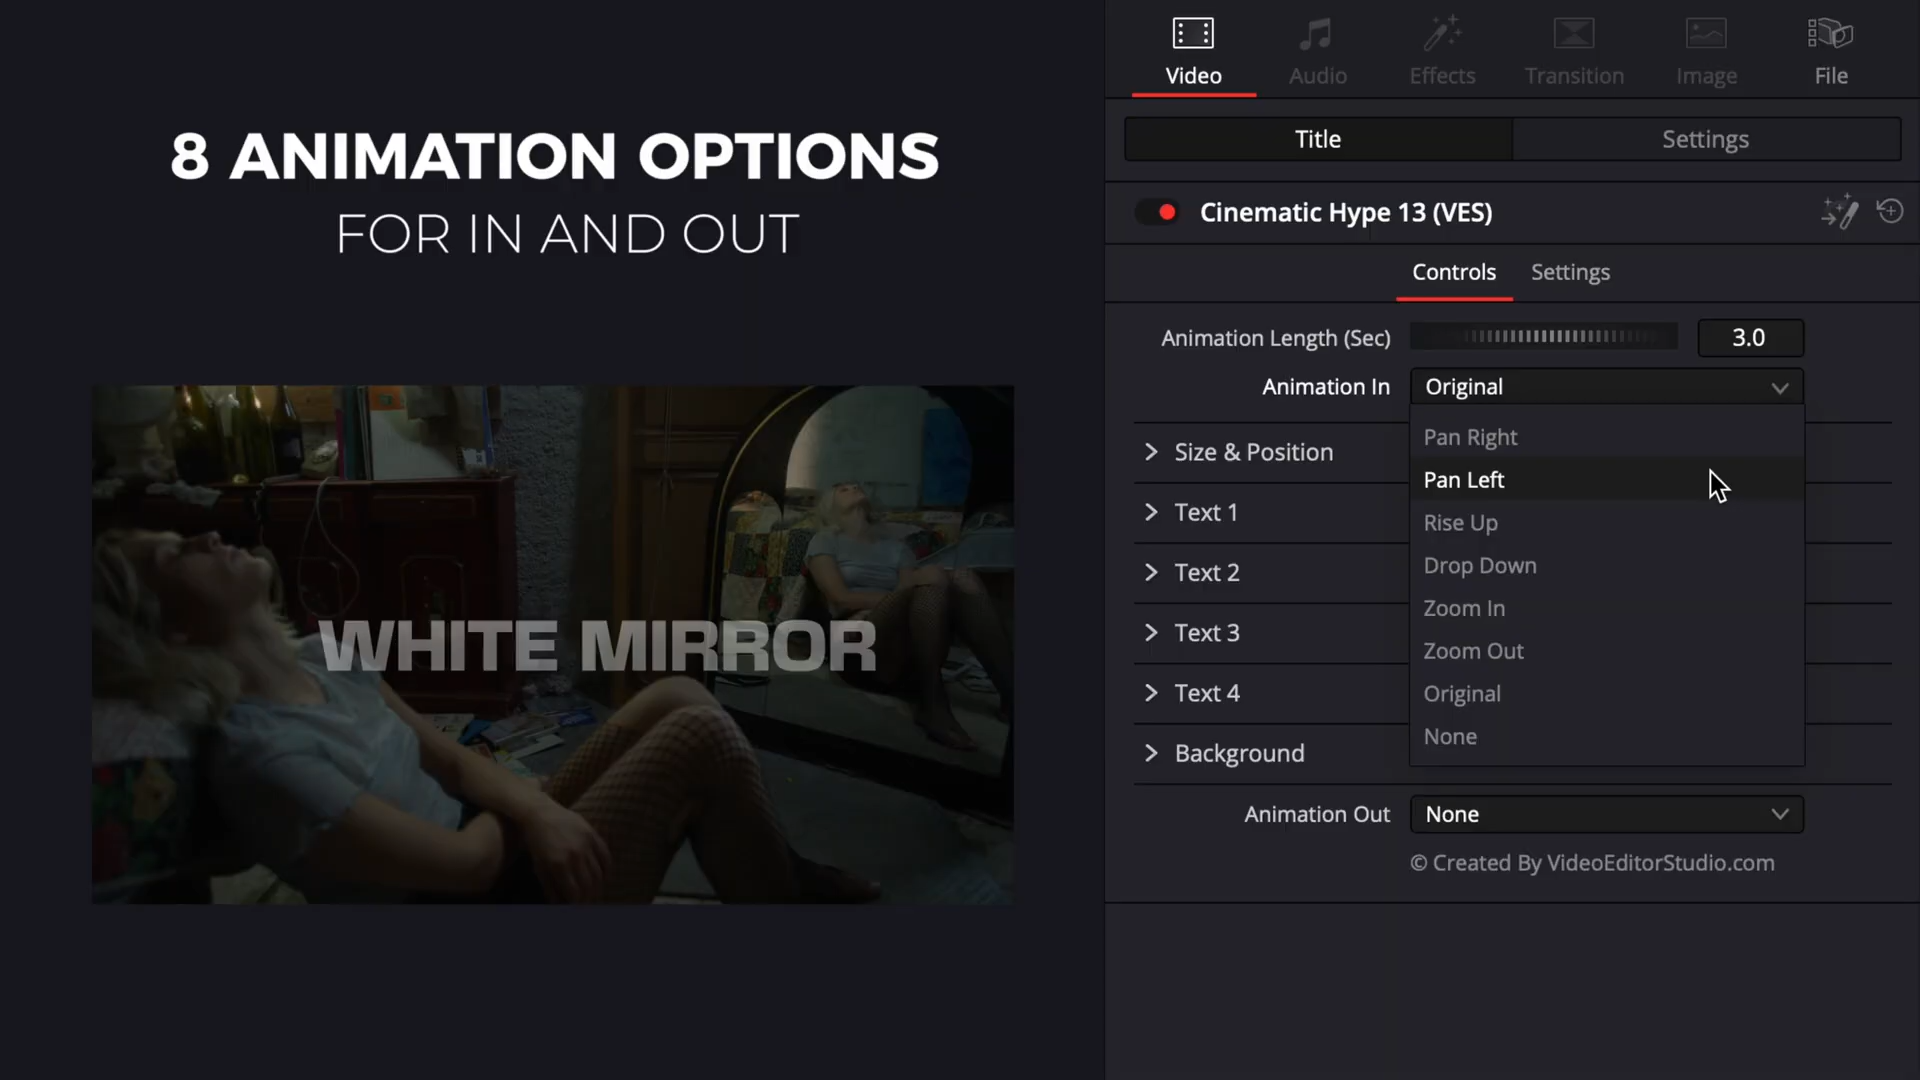 8 ANIMATION OPTIONS
FOR IN AND OUT
WHITE MIRROR
Video
Audio
Effects
Transition
Image
File
Title
Settings
Cinematic Hype 13 (VES)
Controls
Settings
Animation Length (Sec)
3.0
Animation In
Original
Pan Right
Pan Left
Rise Up
Drop Down
Zoom In
Zoom Out
Original
None
Size & Position
Text 1
Text 2
Text 3
Text 4
Background
Animation Out
None
© Created By VideoEditorStudio.com